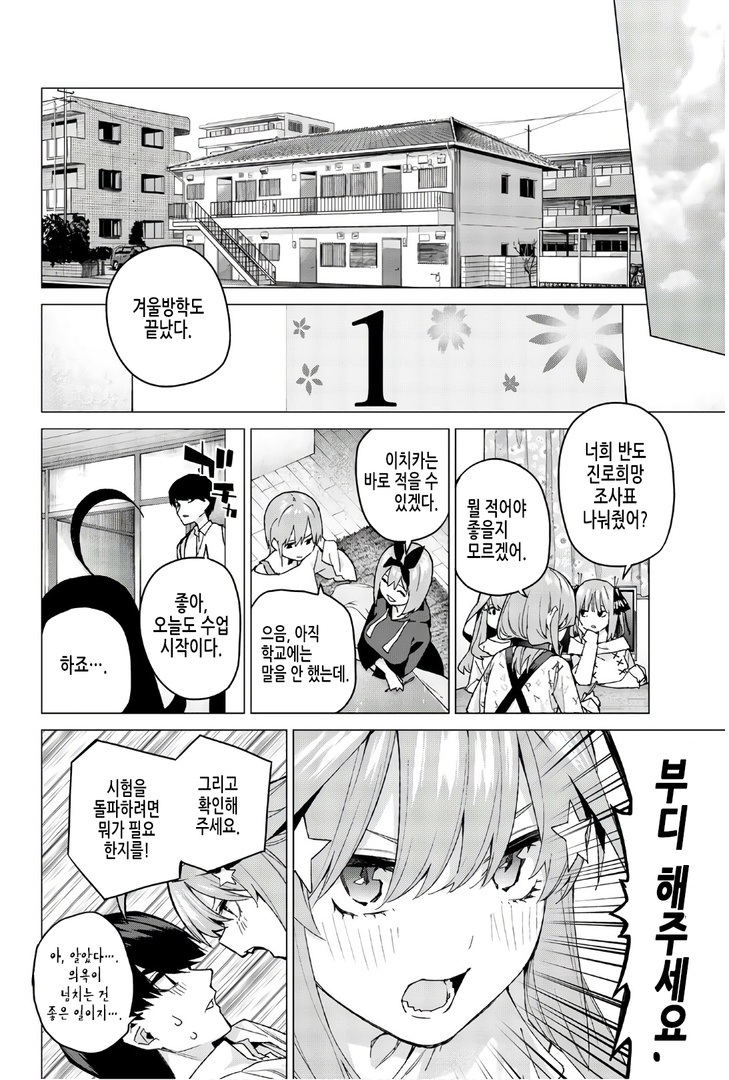 겨울방학도
끝났다.
1
너희 반도
진로희망
조사표
나눠줬어?
뭘 적어야
좋을지
모르겠어.
이치카는
바로 적을 수
있겠다.
으음, 아직
학교에는
말을 안 했는데.
좋아,
오늘도 수업
시작이다.
하죠….
부디 해주세요.
그리고
확인해
주세요.
시험을
돌파하려면
뭐가 필요
한지를!
아, 알았다….
의욕이
넘치는 건
좋은 일이지….